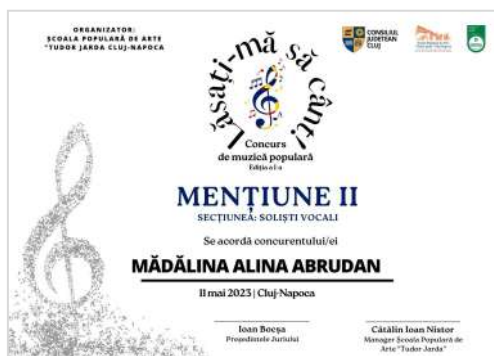 ORGANIZATOR:
ȘCOALA POPULARĂ DE ARTE
"TUDOR JARDA CLUJ-NAPOCA
CONSILIUL
JUDEȚEAN
CLUJ
Lăsați-mă să cânt!
Concurs
de muzică populară
Ediția a I-a
MENȚIUNE II
SECȚIUNEA: SOLIȘTI VOCALI
Se acordă concurentului/ei
MĂDĂLINA ALINA ABRUDAN
11 mai 2023 | Cluj-Napoca
Ioan Bocșa
Președintele Juriului
Cătălin Ioan Nistor
Manager Școala Populară de
Arte "Tudor Jarda"